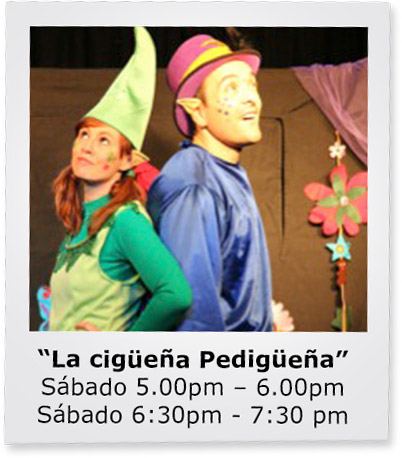 “La cigüeña Pedigüeña”
Sábado 5.00pm – 6.00pm
Sábado 6:30pm - 7:30 pm